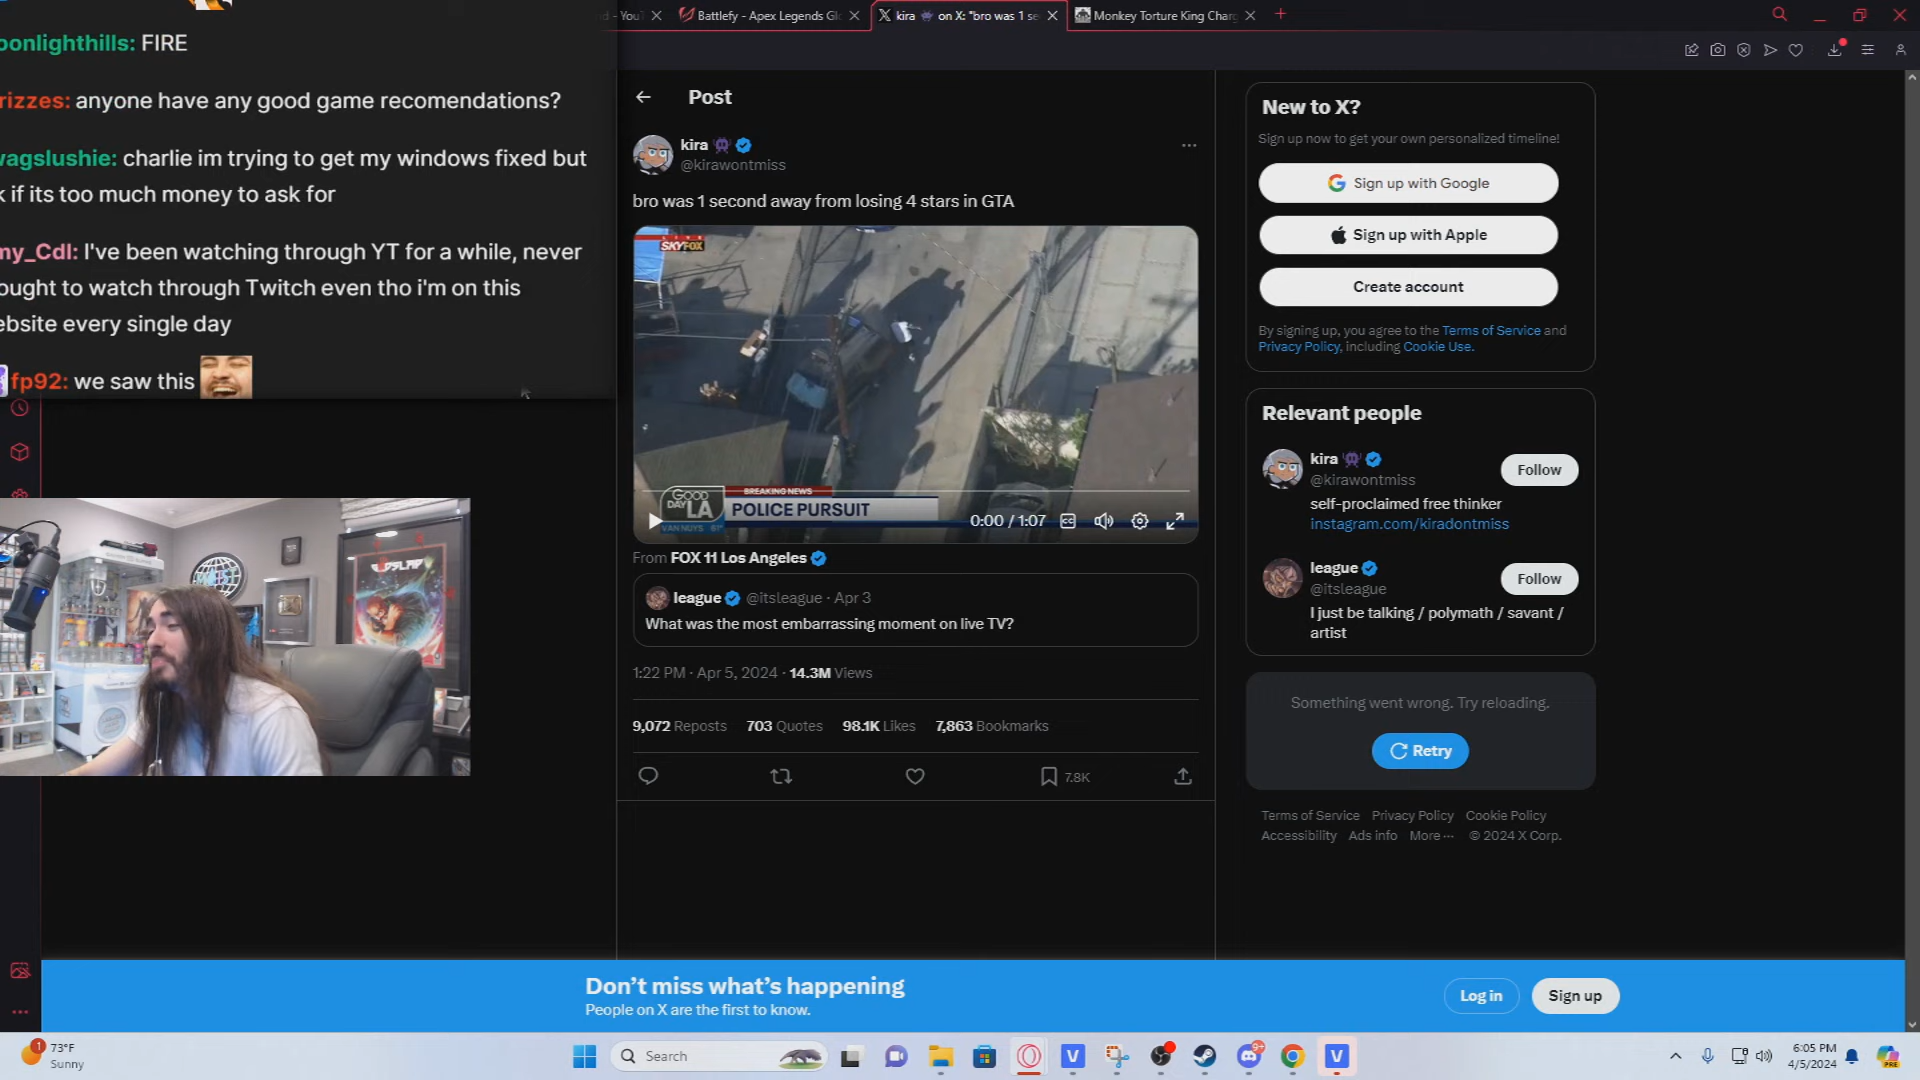 - YouT
Battlefy - Apex Legends Gl
kira on X: "bro was 1 se
Monkey Torture King Char
oonlighthills: FIRE
rizzes: anyone have any good game recomendations?
vagslushie: charlie im trying to get my windows fixed but
k if its too much money to ask for
my_Cdl: I've been watching through YT for a while, never
ought to watch through Twitch even tho i'm on this
ebsite every single day
fp92: we saw this
Post
kira
@kirawontmiss
bro was 1 second away from losing 4 stars in GTA
SKYFOX
GOOD DAY LA
BREAKING NEWS
POLICE PURSUIT
VAN NUYS 61°
0:00 / 1:07
From FOX 11 Los Angeles
league @itsleague · Apr 3
What was the most embarrassing moment on live TV?
1:22 PM · Apr 5, 2024 · 14.3M Views
9,072 Reposts 703 Quotes 98.1K Likes 7,863 Bookmarks
7.8K
New to X?
Sign up now to get your own personalized timeline!
Sign up with Google
Sign up with Apple
Create account
By signing up, you agree to the Terms of Service and
Privacy Policy, including Cookie Use.
Relevant people
kira
@kirawontmiss
Follow
self-proclaimed free thinker
instagram.com/kiradontmiss
league
@itsleague
Follow
I just be talking / polymath / savant /
artist
Something went wrong. Try reloading.
Retry
Terms of Service Privacy Policy Cookie Policy
Accessibility Ads info More ··· © 2024 X Corp.
Don’t miss what’s happening
People on X are the first to know.
Log in
Sign up
1
73°F
Sunny
Search
9+
6:05 PM
4/5/2024
PRE